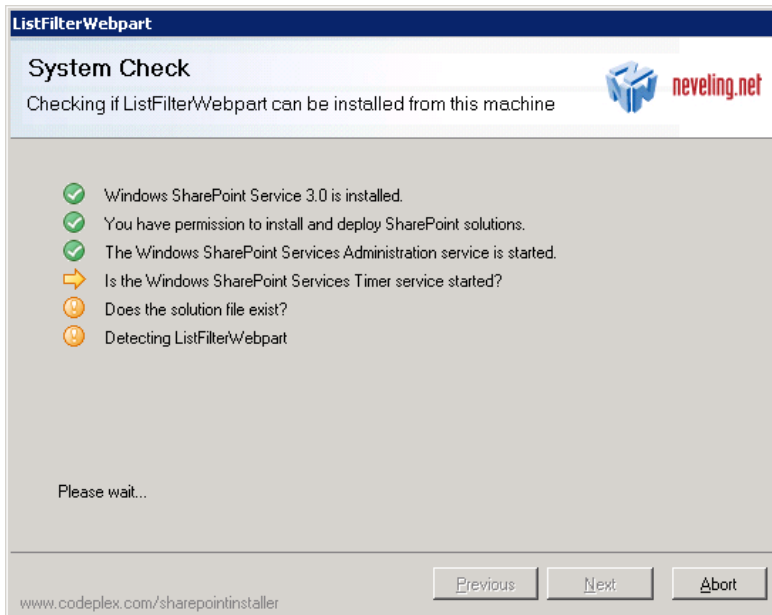 ListFilterWebpart
System Check
Checking if ListFilterWebpart can be installed from this machine
neveling.net
Windows SharePoint Service 3.0 is installed.
You have permission to install and deploy SharePoint solutions.
The Windows SharePoint Services Administration service is started.
Is the Windows SharePoint Services Timer service started?
Does the solution file exist?
Detecting ListFilterWebpart
Please wait...
Previous
Next
Abort
www.codeplex.com/sharepointinstaller